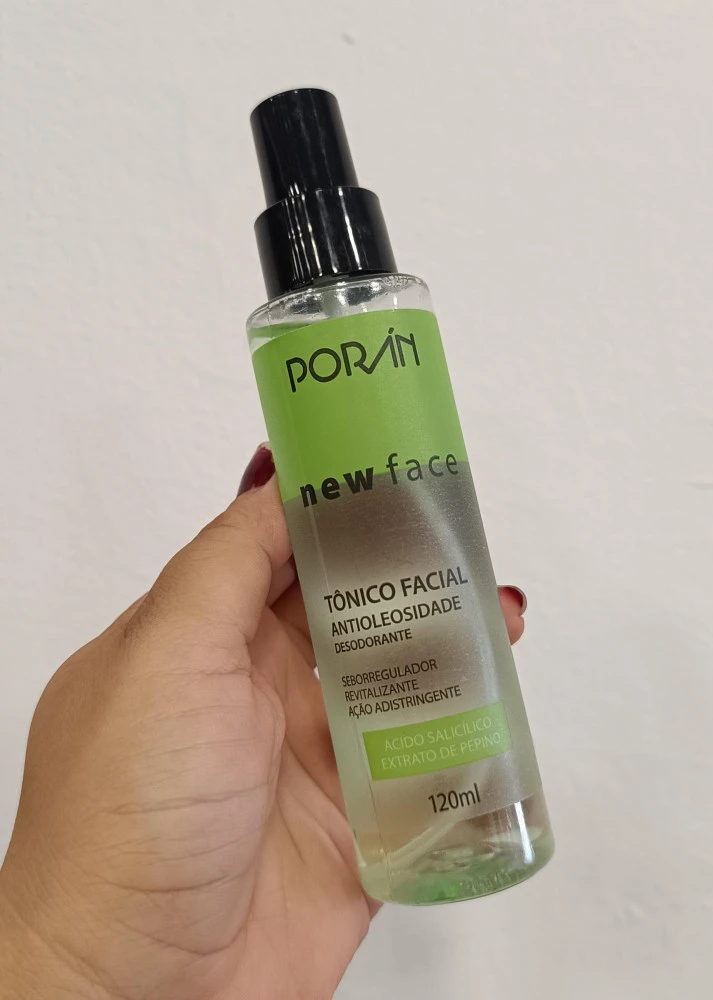 PORÁN
new face
TÔNICO FACIAL
ANTIOLEOSIDADE
DESODORANTE
SEBORREGULADOR
REVITALIZANTE
AÇÃO ADISTRINGENTE
ÁCIDO SALICÍLICO
EXTRATO DE PEPINO
120ml